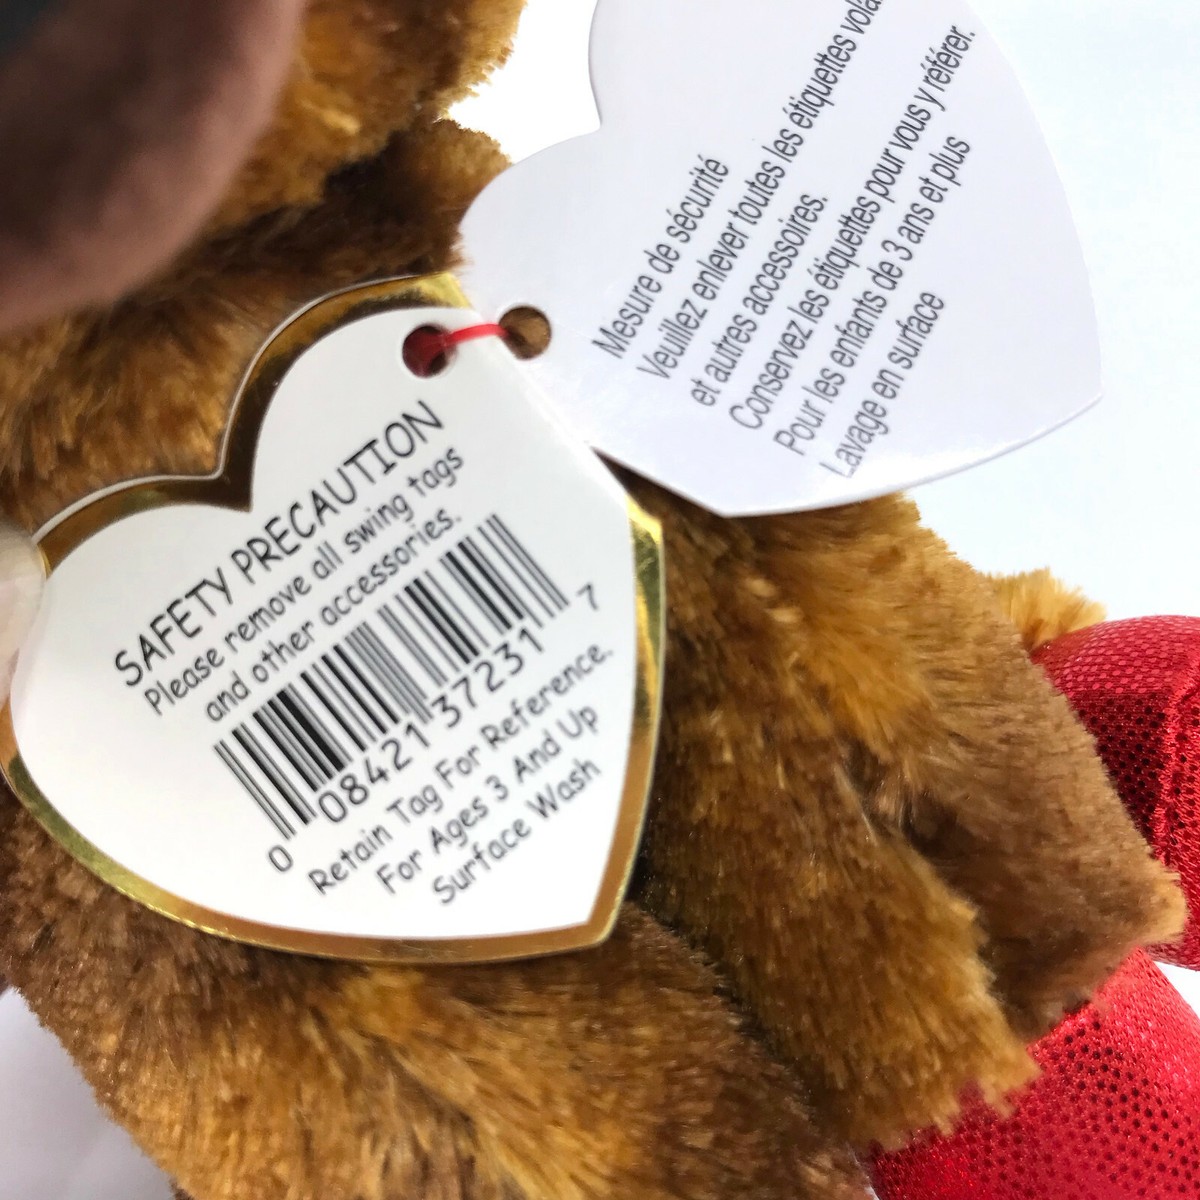 SAFETY PRECAUTION
Please remove all swing tags
and other accessories.
0 08421 37231 7
Retain Tag For Reference.
For Ages 3 And Up
Surface Wash
Mesure de sécurité
Veuillez enlever toutes les étiquettes
et autres accessoires.
Conservez les étiquettes pour vous y référer.
Pour les enfants de 3 ans et plus
Lavage en surface